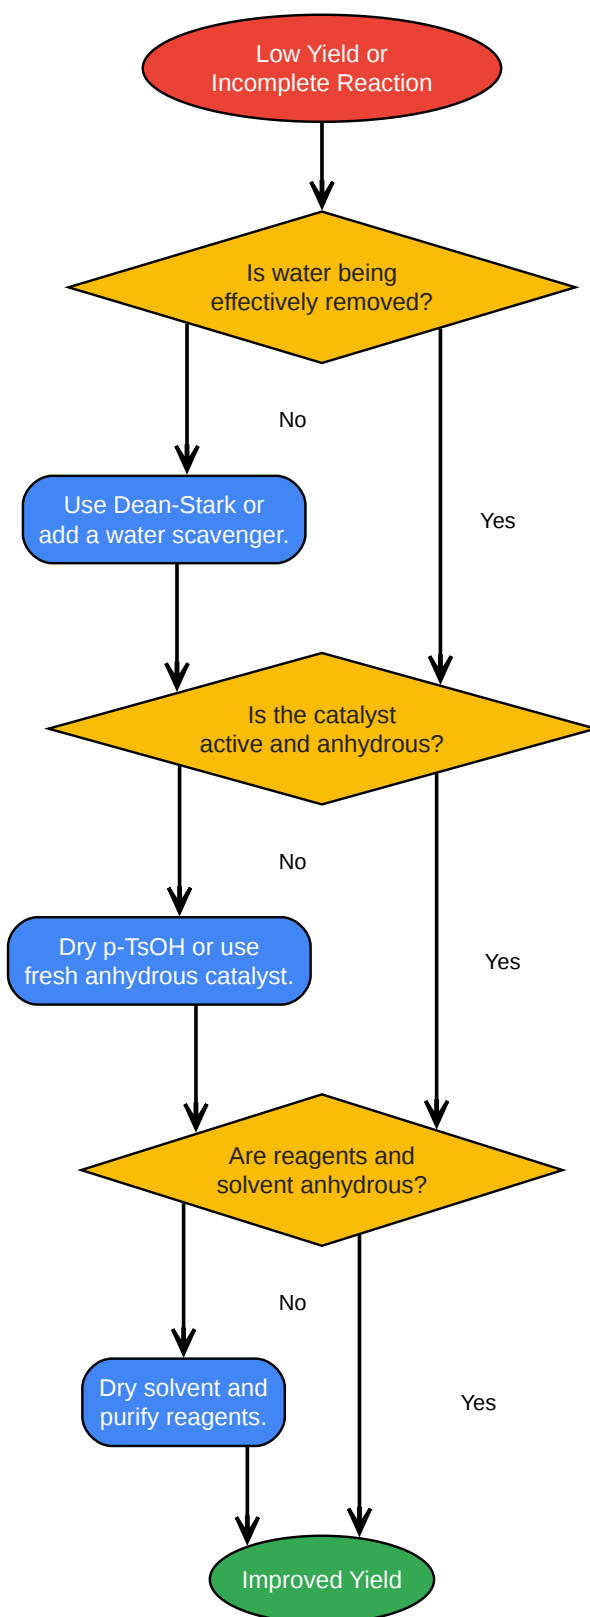 Low Yield or
Incomplete Reaction
Is water being
effectively removed?
No
Use Dean-Stark or
add a water scavenger.
Yes
Is the catalyst
active and anhydrous?
No
Dry p-TsOH or use
fresh anhydrous catalyst.
Yes
Are reagents and
solvent anhydrous?
No
Dry solvent and
purify reagents.
Yes
Improved Yield